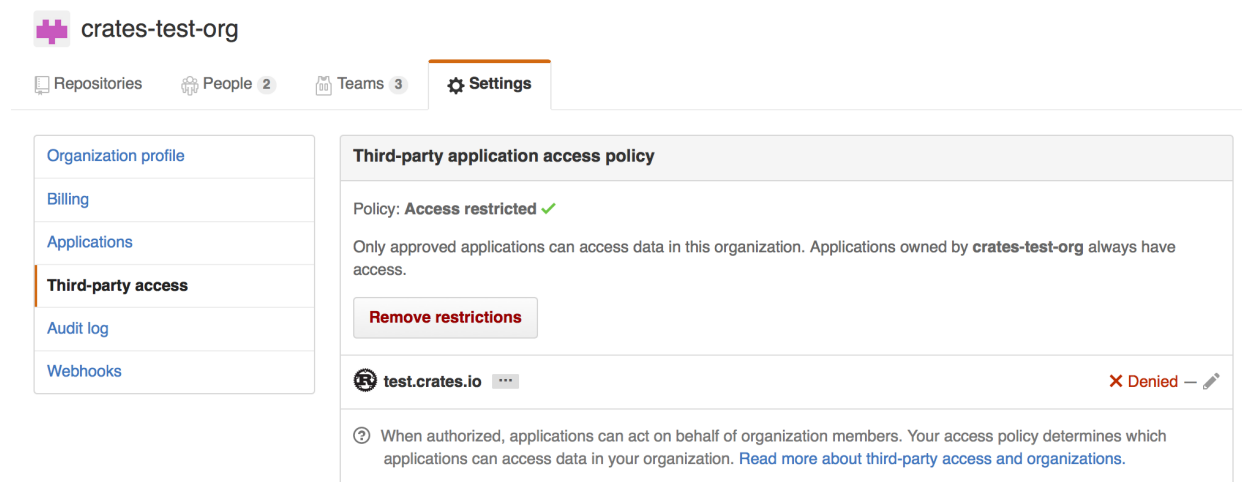 crates-test-org
Repositories People 2 Teams 3 Settings
Organization profile
Billing
Applications
Third-party access
Audit log
Webhooks
Third-party application access policy
Policy: Access restricted ✓
Only approved applications can access data in this organization. Applications owned by crates-test-org always have
access.
Remove restrictions
R test.crates.io ···
✕ Denied —
? When authorized, applications can act on behalf of organization members. Your access policy determines which
applications can access data in your organization. Read more about third-party access and organizations.